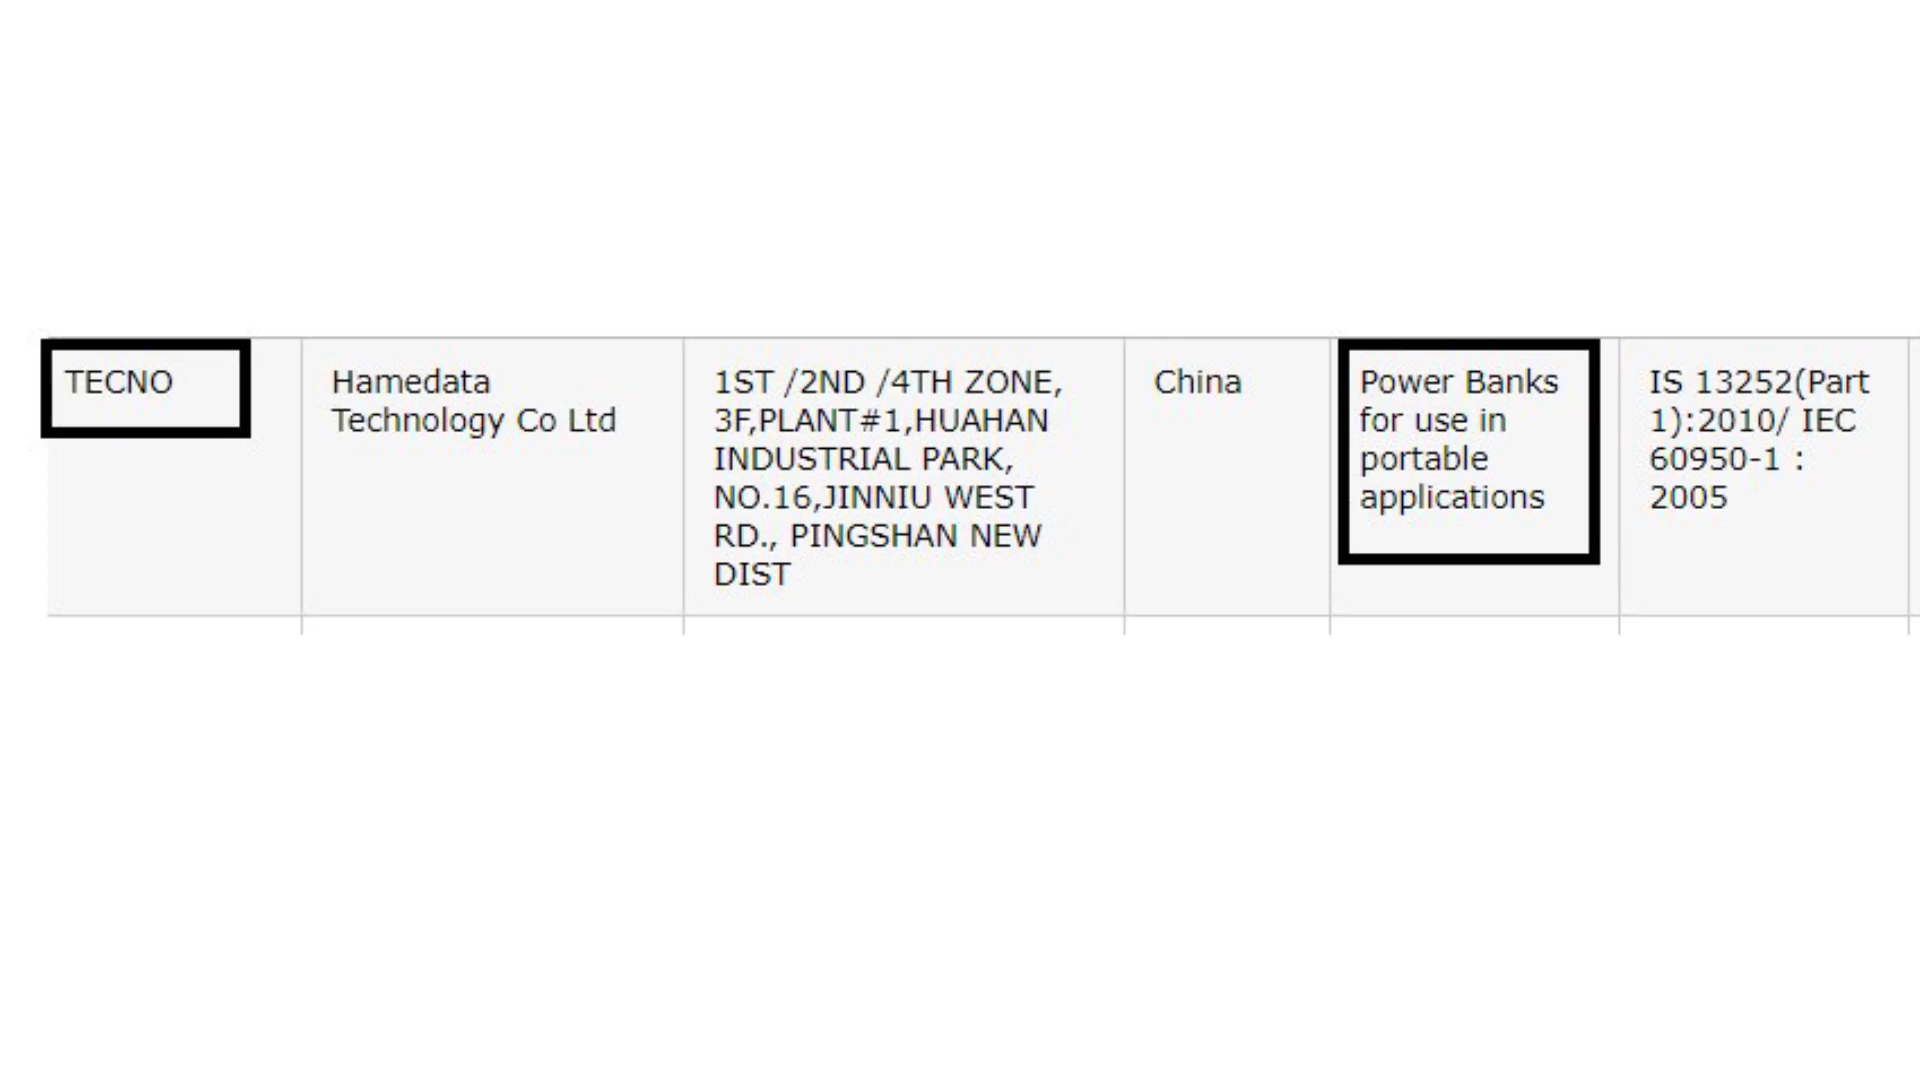 TECNO
Hamedata
Technology Co Ltd
1ST /2ND /4TH ZONE,
3F,PLANT#1,HUAHAN
INDUSTRIAL PARK,
NO.16,JINNIU WEST
RD., PINGSHAN NEW
DIST
China
Power Banks
for use in
portable
applications
IS 13252(Part
1):2010/ IEC
60950-1 :
2005